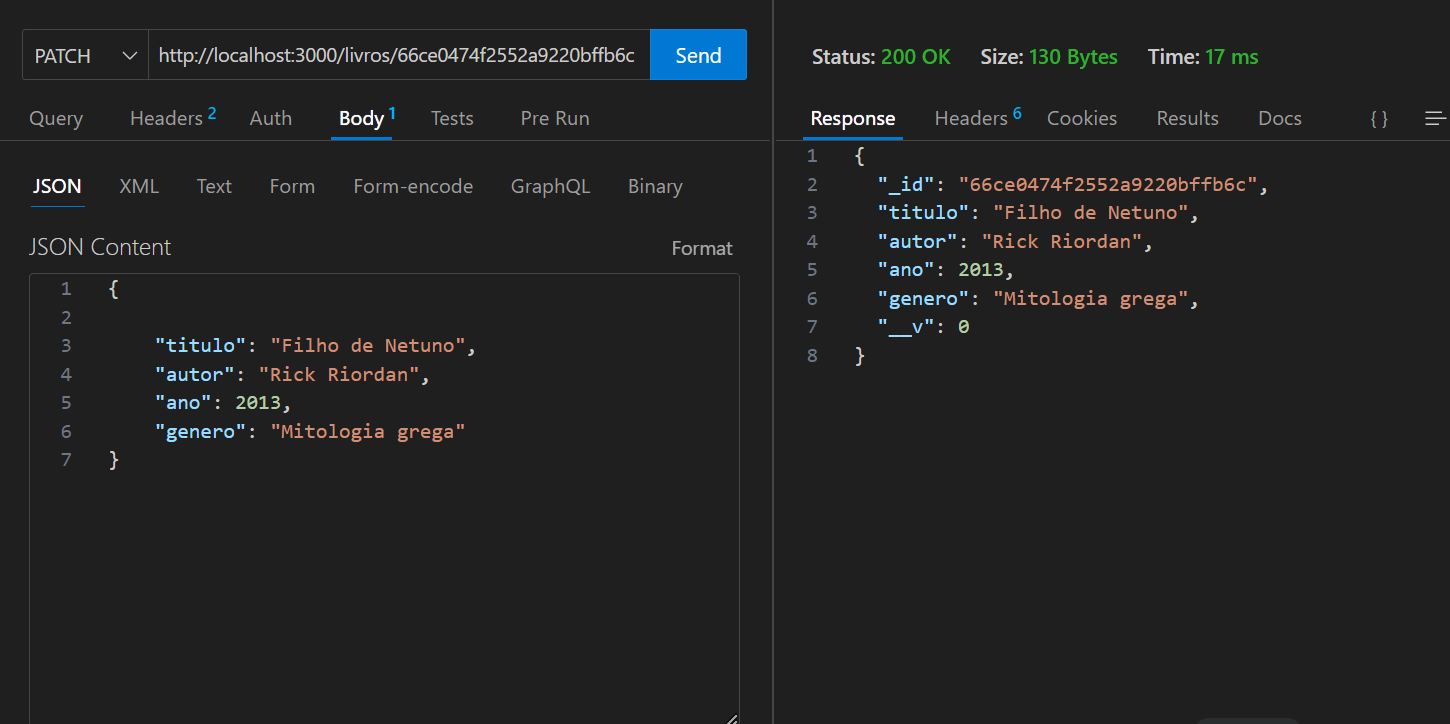 PATCH http://localhost:3000/livros/66ce0474f2552a9220bffb6c Send
Query Headers 2 Auth Body 1 Tests Pre Run
JSON XML Text Form Form-encode GraphQL Binary
JSON Content Format
1 {
2
3 "titulo": "Filho de Netuno",
4 "autor": "Rick Riordan",
5 "ano": 2013,
6 "genero": "Mitologia grega"
7 }
Status: 200 OK Size: 130 Bytes Time: 17 ms
Response Headers 6 Cookies Results Docs { }
1 {
2 "_id": "66ce0474f2552a9220bffb6c",
3 "titulo": "Filho de Netuno",
4 "autor": "Rick Riordan",
5 "ano": 2013,
6 "genero": "Mitologia grega",
7 "__v": 0
8 }